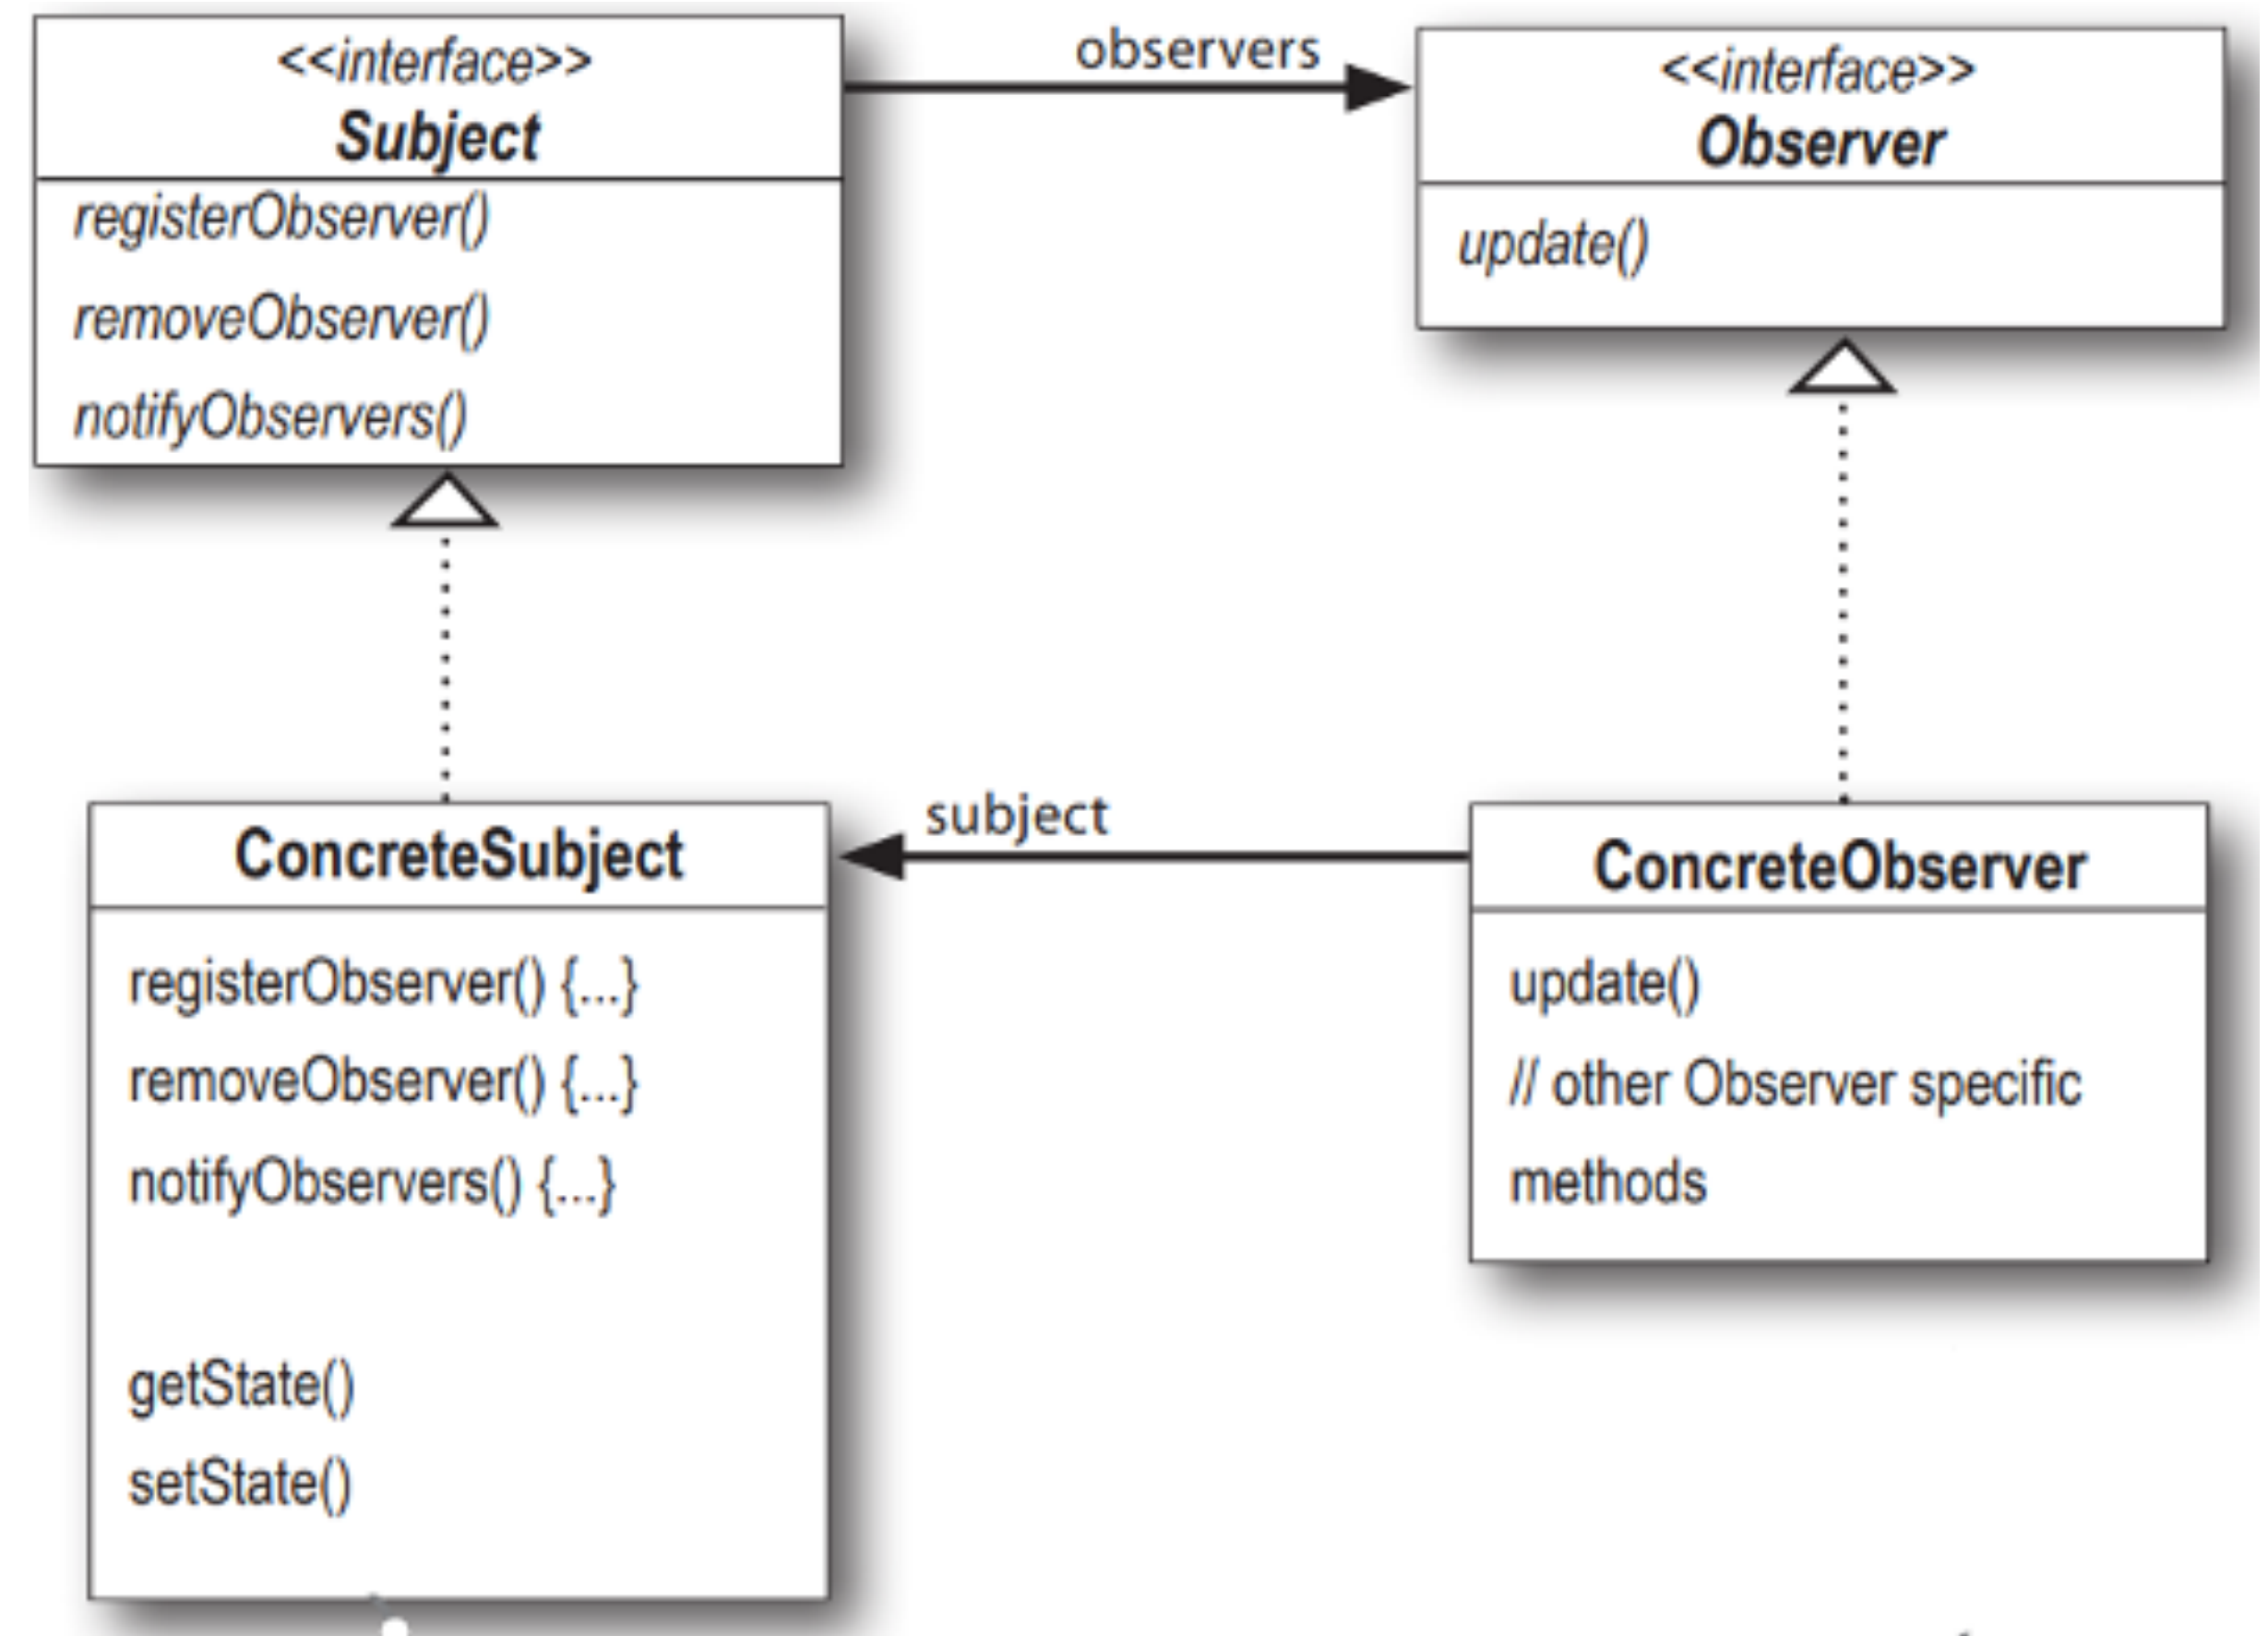 <<interface>>
Subject
registerObserver()
removeObserver()
notifyObservers()
observers
<<interface>>
Observer
update()
ConcreteSubject
registerObserver() {...}
removeObserver() {...}
notifyObservers() {...}
getState()
setState()
subject
ConcreteObserver
update()
// other Observer specific
methods